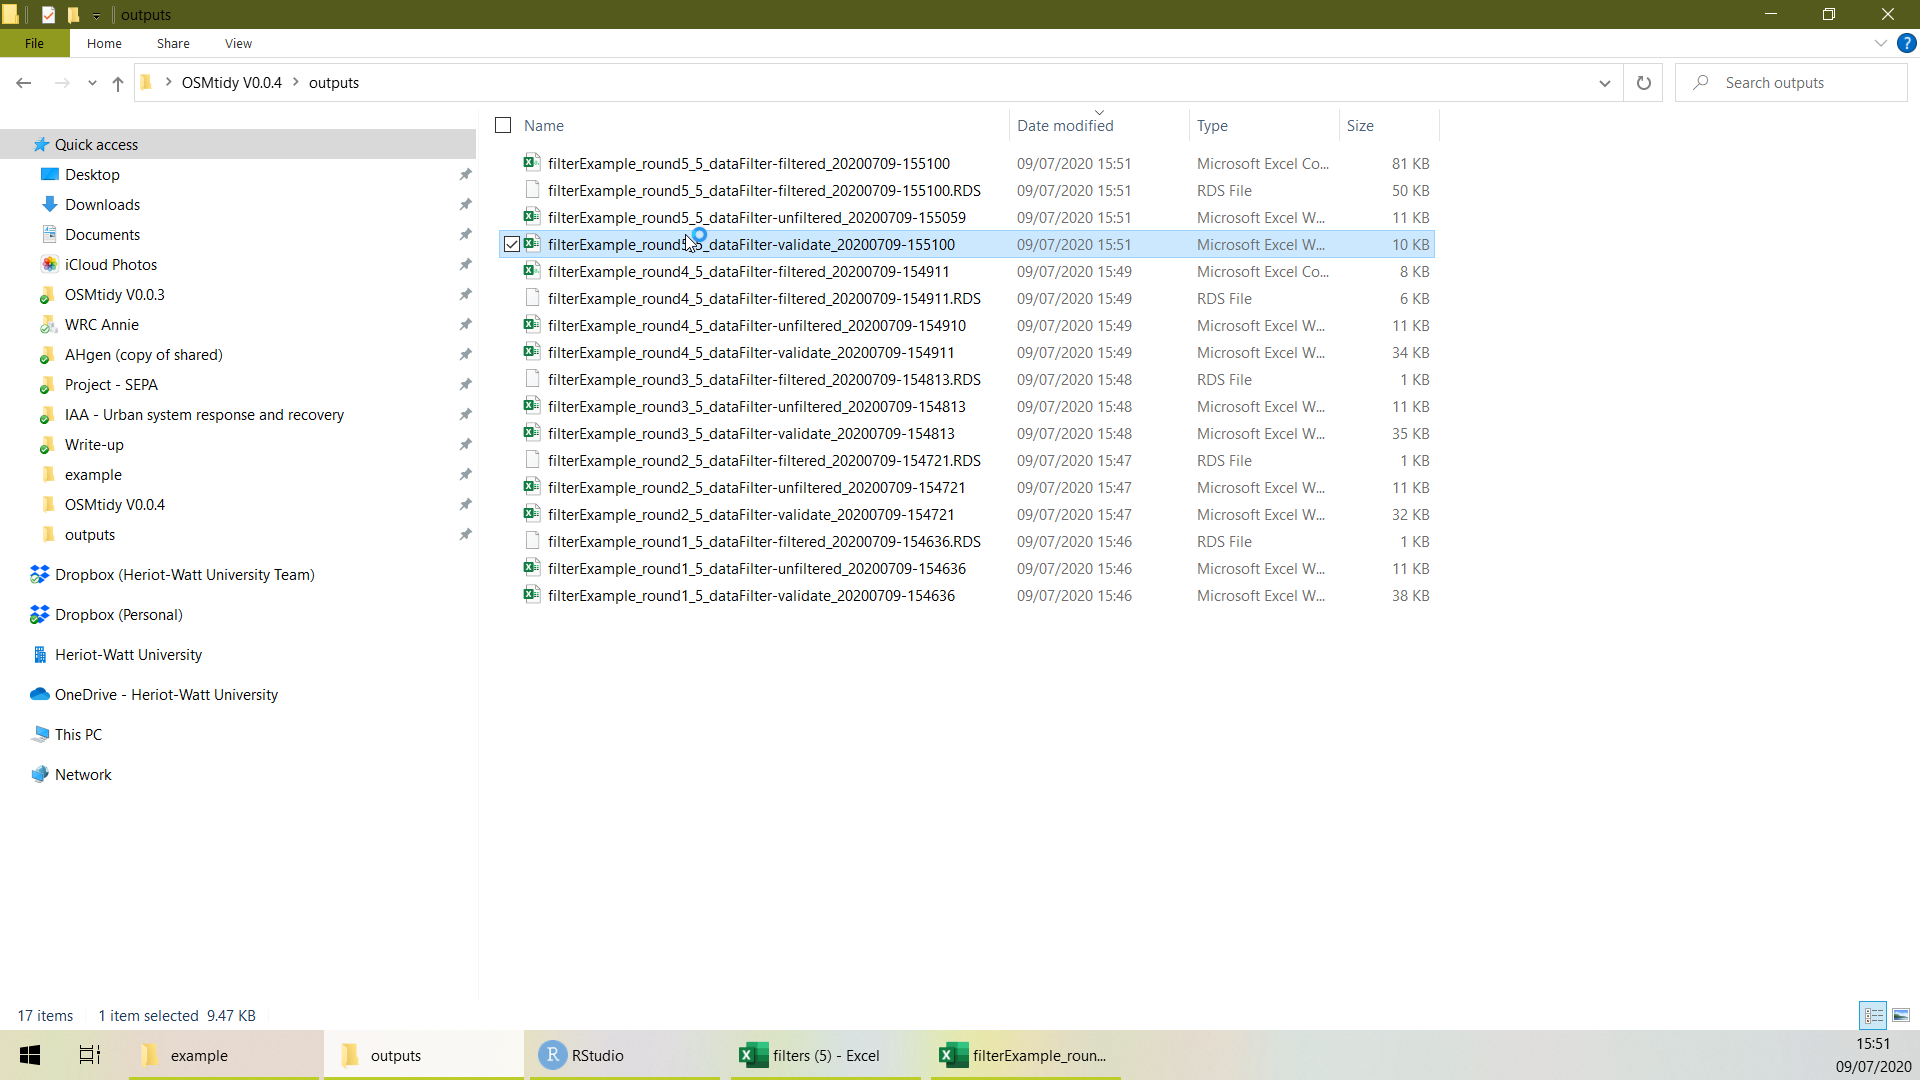 outputs
File Home Share View ?
OSMtidy V0.0.4 outputs Search outputs
Name Date modified Type Size
Quick access
Desktop
Downloads
Documents
iCloud Photos
OSMtidy V0.0.3
WRC Annie
AHgen (copy of shared)
Project - SEPA
IAA - Urban system response and recovery
Write-up
example
OSMtidy V0.0.4
outputs
Dropbox (Heriot-Watt University Team)
Dropbox (Personal)
Heriot-Watt University
OneDrive - Heriot-Watt University
This PC
Network
filterExample_round5_5_dataFilter-filtered_20200709-155100 09/07/2020 15:51 Microsoft Excel Co... 81 KB
filterExample_round5_5_dataFilter-filtered_20200709-155100.RDS 09/07/2020 15:51 RDS File 50 KB
filterExample_round5_5_dataFilter-unfiltered_20200709-155059 09/07/2020 15:51 Microsoft Excel W... 11 KB
filterExample_round5_5_dataFilter-validate_20200709-155100 09/07/2020 15:51 Microsoft Excel W... 10 KB
filterExample_round4_5_dataFilter-filtered_20200709-154911 09/07/2020 15:49 Microsoft Excel Co... 8 KB
filterExample_round4_5_dataFilter-filtered_20200709-154911.RDS 09/07/2020 15:49 RDS File 6 KB
filterExample_round4_5_dataFilter-unfiltered_20200709-154910 09/07/2020 15:49 Microsoft Excel W... 11 KB
filterExample_round4_5_dataFilter-validate_20200709-154911 09/07/2020 15:49 Microsoft Excel W... 34 KB
filterExample_round3_5_dataFilter-filtered_20200709-154813.RDS 09/07/2020 15:48 RDS File 1 KB
filterExample_round3_5_dataFilter-unfiltered_20200709-154813 09/07/2020 15:48 Microsoft Excel W... 11 KB
filterExample_round3_5_dataFilter-validate_20200709-154813 09/07/2020 15:48 Microsoft Excel W... 35 KB
filterExample_round2_5_dataFilter-filtered_20200709-154721.RDS 09/07/2020 15:47 RDS File 1 KB
filterExample_round2_5_dataFilter-unfiltered_20200709-154721 09/07/2020 15:47 Microsoft Excel W... 11 KB
filterExample_round2_5_dataFilter-validate_20200709-154721 09/07/2020 15:47 Microsoft Excel W... 32 KB
filterExample_round1_5_dataFilter-filtered_20200709-154636.RDS 09/07/2020 15:46 RDS File 1 KB
filterExample_round1_5_dataFilter-unfiltered_20200709-154636 09/07/2020 15:46 Microsoft Excel W... 11 KB
filterExample_round1_5_dataFilter-validate_20200709-154636 09/07/2020 15:46 Microsoft Excel W... 38 KB
17 items 1 item selected 9.47 KB
example outputs R RStudio filters (5) - Excel filterExample_roun...
15:51
09/07/2020